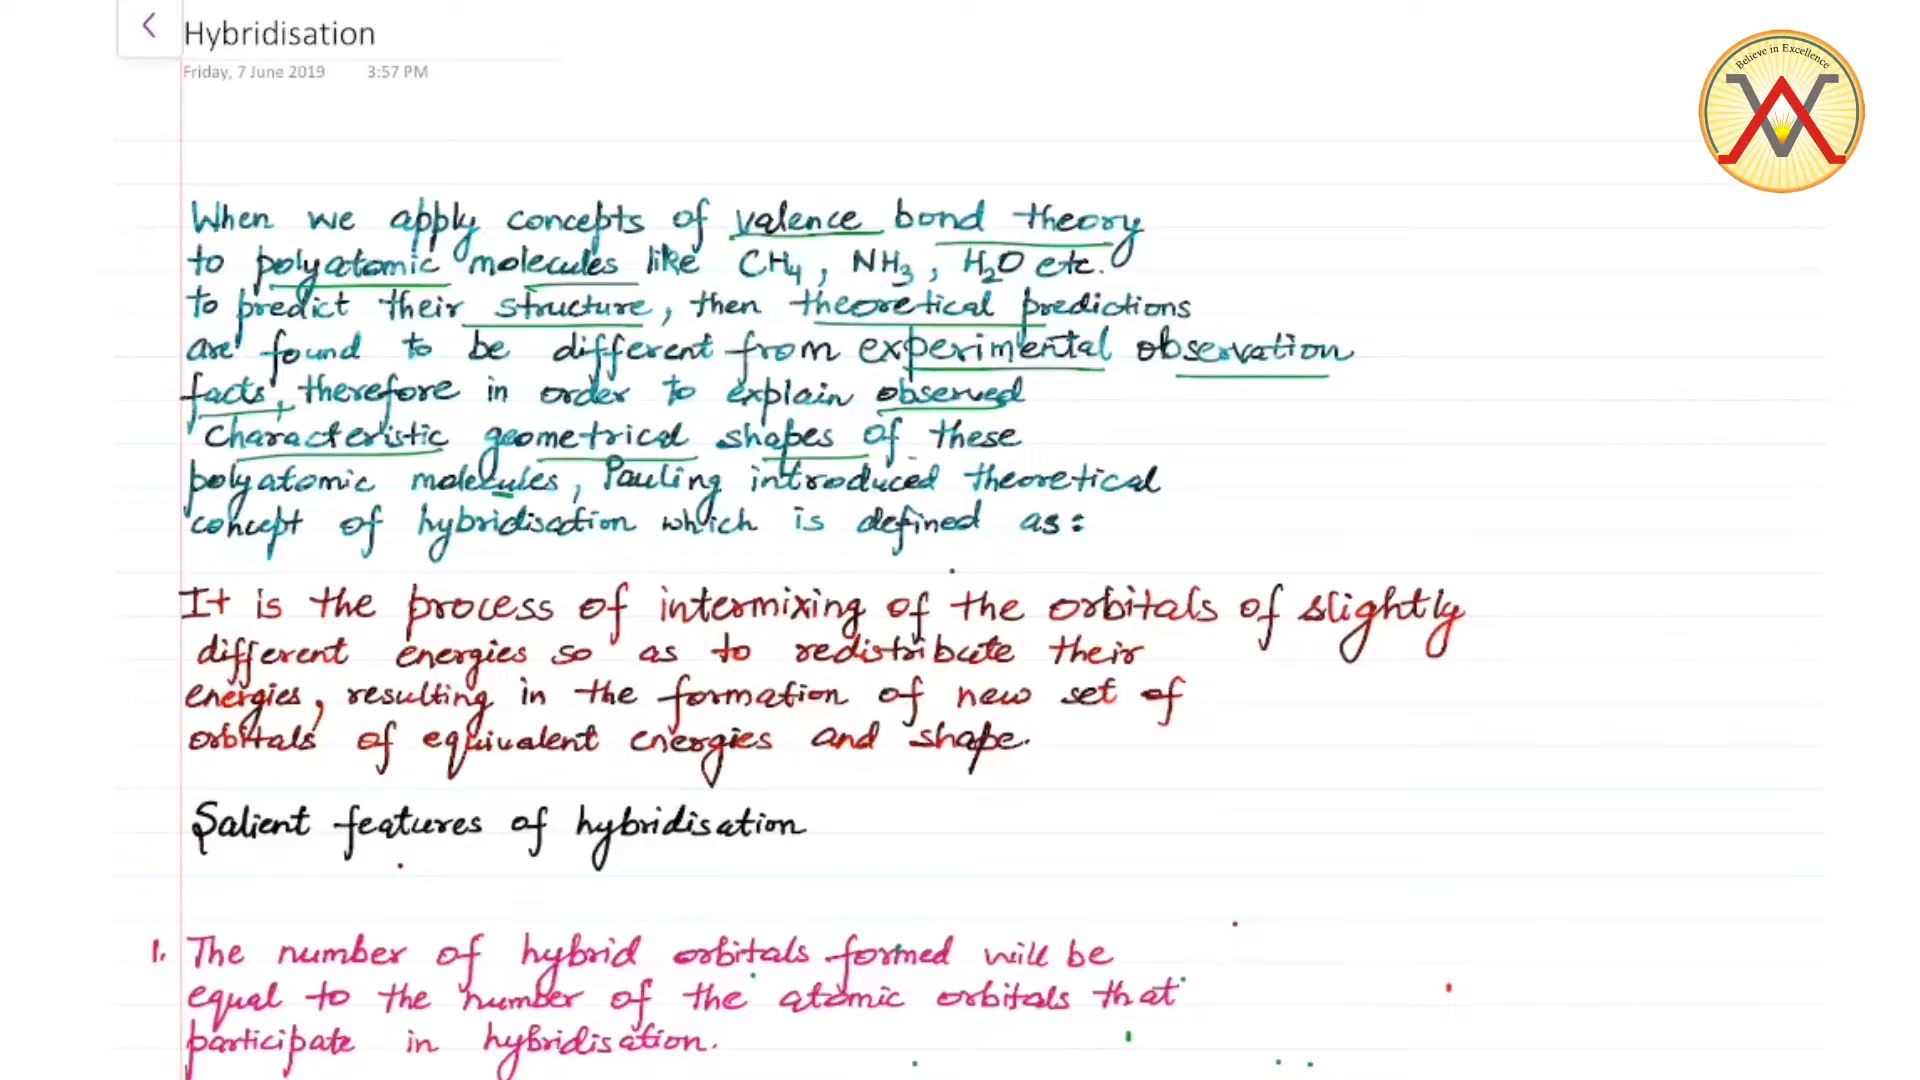 Hybridisation
Friday, 7 June 2019 3:57 PM
Believe in Excellence
When we apply concepts of valence bond theory
to polyatomic molecules like CH4, NH3, H2O etc.
to predict their structure, then theoretical predictions
are found to be different from experimental observation
facts, therefore in order to explain observed
characteristic geometrical shapes of these
polyatomic molecules, Pauling introduced theoretical
concept of hybridisation which is defined as:
It is the process of intermixing of the orbitals of slightly
different energies so as to redistribute their
energies, resulting in the formation of new set of
orbitals of equivalent energies and shape.
Salient features of hybridisation
1. The number of hybrid orbitals formed will be
equal to the number of the atomic orbitals that
participate in hybridisation.